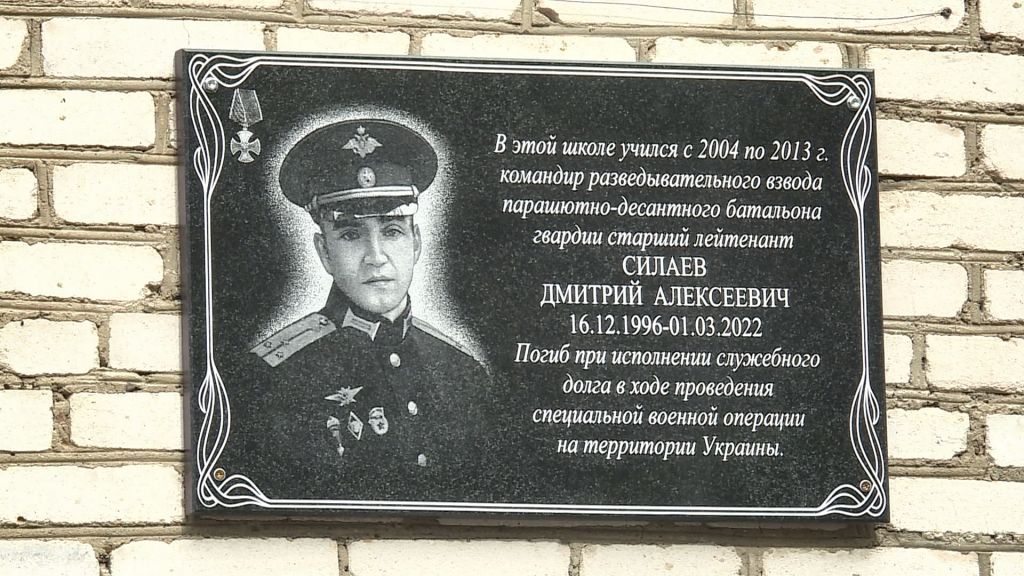 В этой школе учился с 2004 по 2013 г.
командир разведывательного взвода
парашютно-десантного батальона
гвардии старший лейтенант
СИЛАЕВ
ДМИТРИЙ АЛЕКСЕЕВИЧ
16.12.1996-01.03.2022
Погиб при исполнении служебного
долга в ходе проведения
специальной военной операции
на территории Украины.